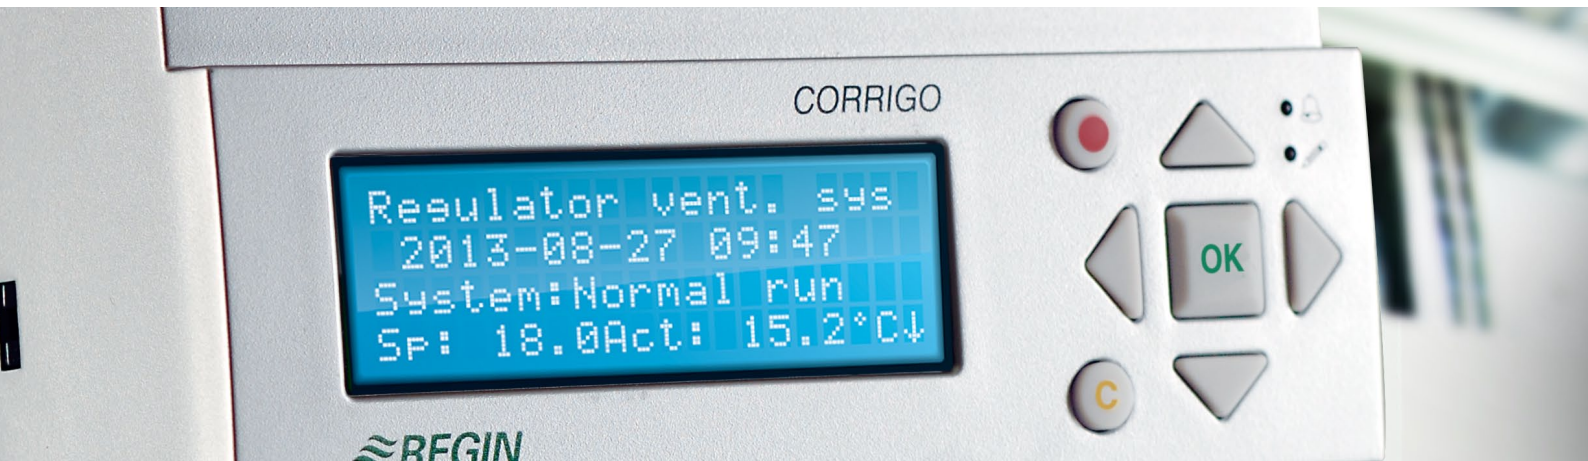 CORRIGO
Regulator vent. sys
2013-08-27 09:47
System:Normal run
Sp: 18.0Act: 15.2°C↓
OK
C
REGIN